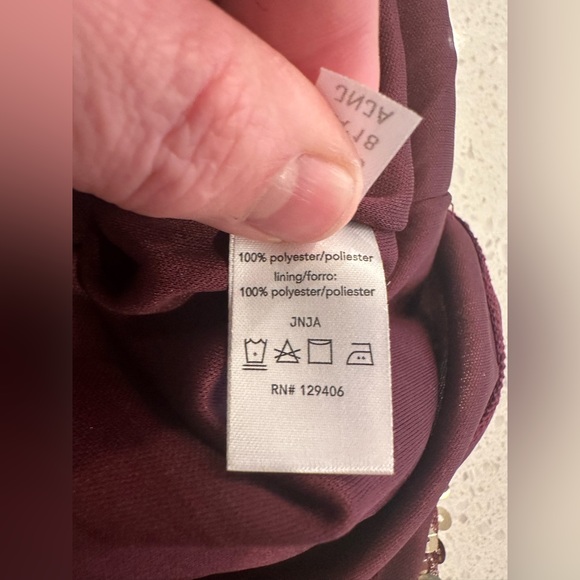 100% polyester/poliester
lining/forro:
100% polyester/poliester
JNJA
RN# 129406